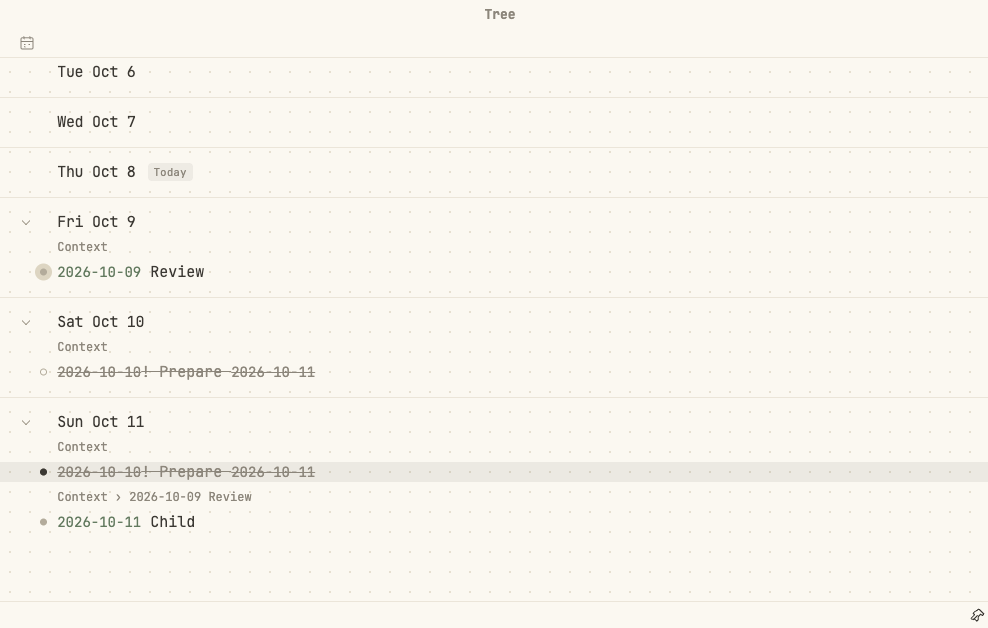 Tree
Tue Oct 6
Wed Oct 7
Thu Oct 8 Today
Fri Oct 9
Context
2026-10-09 Review
Sat Oct 10
Context
2026-10-10! Prepare 2026-10-11
Sun Oct 11
Context
2026-10-10! Prepare 2026-10-11
Context › 2026-10-09 Review
2026-10-11 Child